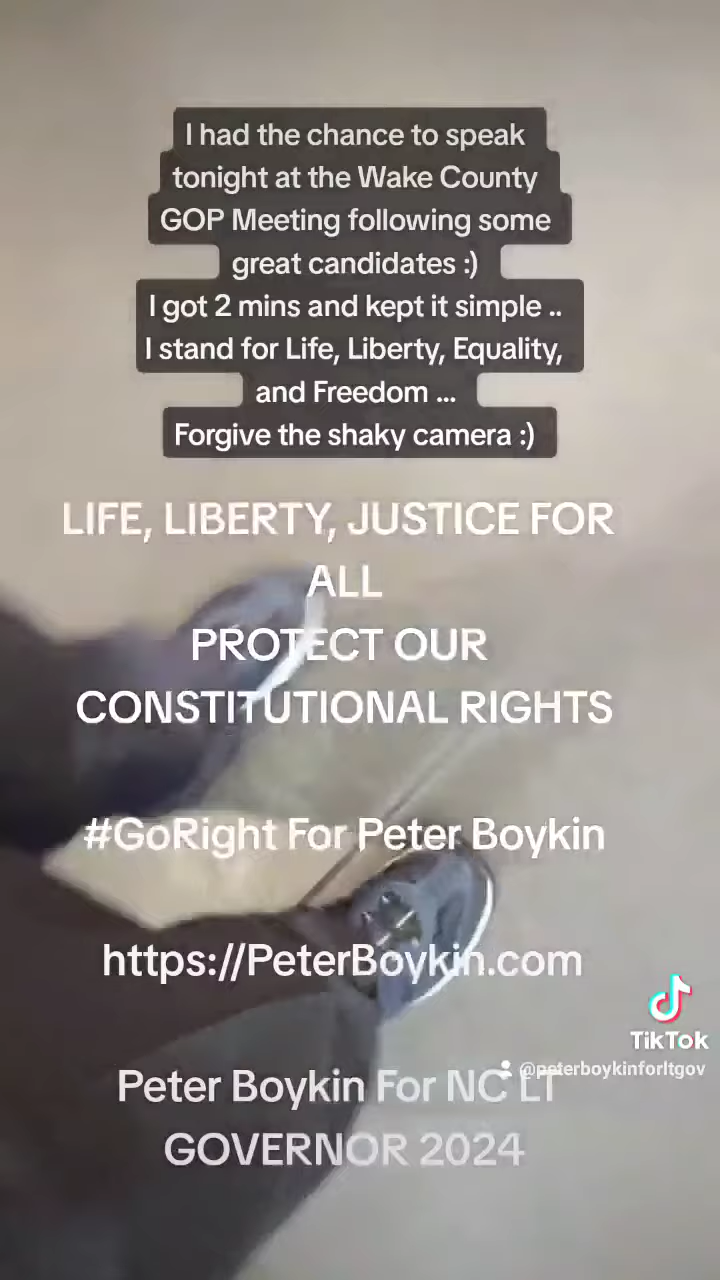 I had the chance to speak
tonight at the Wake County
GOP Meeting following some
great candidates :)
I got 2 mins and kept it simple ..
I stand for Life, Liberty, Equality,
and Freedom ...
Forgive the shaky camera :)
LIFE, LIBERTY, JUSTICE FOR
ALL
PROTECT OUR
CONSTITUTIONAL RIGHTS
#GoRight For Peter Boykin
https://PeterBoykin.com
TikTok
@peterboykinforltgov
Peter Boykin For NC LT
GOVERNOR 2024